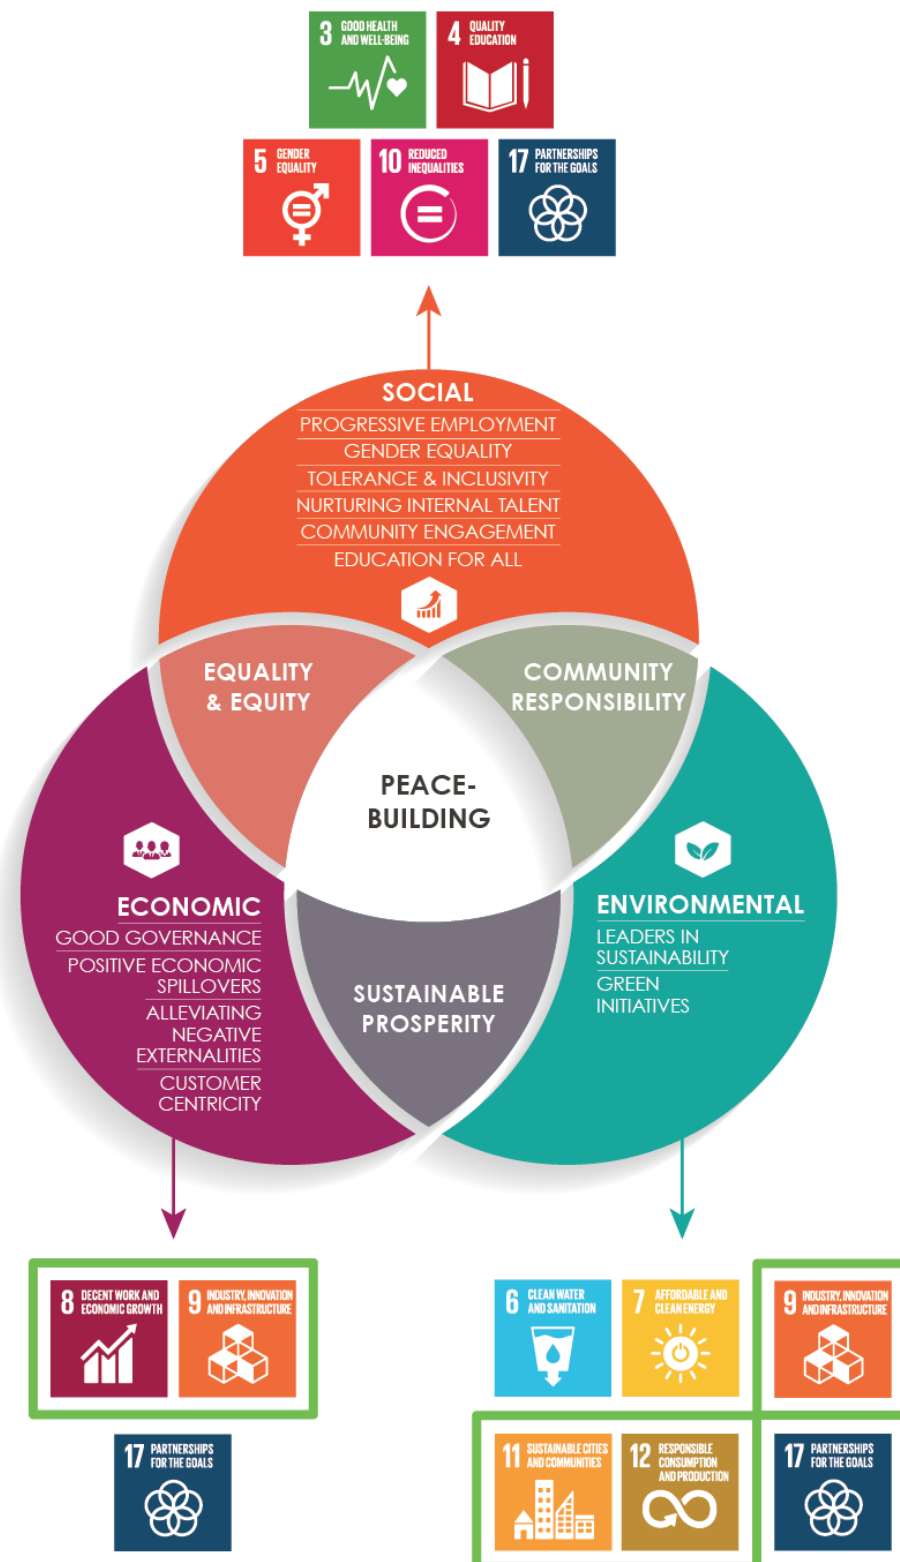 3 GOOD HEALTH
AND WELL-BEING
4 QUALITY
EDUCATION
5 GENDER
EQUALITY
10 REDUCED
INEQUALITIES
17 PARTNERSHIPS
FOR THE GOALS
SOCIAL
PROGRESSIVE EMPLOYMENT
GENDER EQUALITY
TOLERANCE & INCLUSIVITY
NURTURING INTERNAL TALENT
COMMUNITY ENGAGEMENT
EDUCATION FOR ALL
EQUALITY
& EQUITY
COMMUNITY
RESPONSIBILITY
PEACE-
BUILDING
ECONOMIC
GOOD GOVERNANCE
POSITIVE ECONOMIC
SPILLOVERS
ALLEVIATING
NEGATIVE
EXTERNALITIES
CUSTOMER
CENTRICITY
ENVIRONMENTAL
LEADERS IN
SUSTAINABILITY
GREEN
INITIATIVES
SUSTAINABLE
PROSPERITY
8 DECENT WORK AND
ECONOMIC GROWTH
9 INDUSTRY, INNOVATION
AND INFRASTRUCTURE
17 PARTNERSHIPS
FOR THE GOALS
6 CLEAN WATER
AND SANITATION
7 AFFORDABLE AND
CLEAN ENERGY
9 INDUSTRY, INNOVATION
AND INFRASTRUCTURE
11 SUSTAINABLE CITIES
AND COMMUNITIES
12 RESPONSIBLE
CONSUMPTION
AND PRODUCTION
17 PARTNERSHIPS
FOR THE GOALS